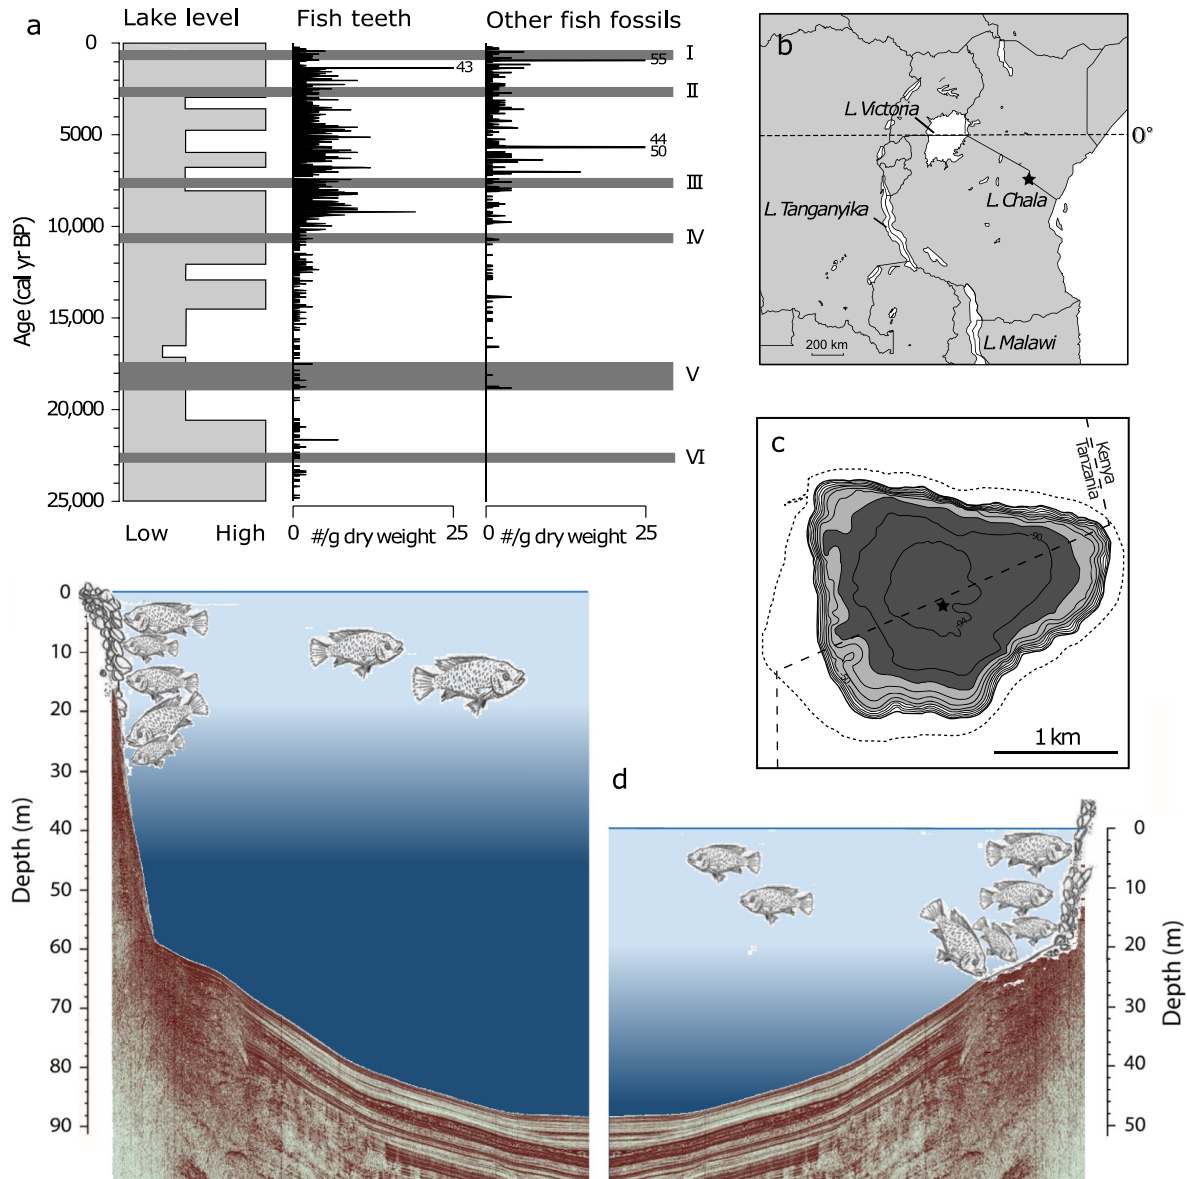 a
Lake level
Fish teeth
Other fish fossils
0
5000
10,000
15,000
20,000
25,000
Age (cal yr BP)
43
55
44
50
I
II
III
IV
V
VI
Low
High
0
#/g dry weight
25
0
#/g dry weight
25
b
L. Victoria
0°
L. Chala
L. Tanganyika
L. Malawi
200 km
c
Kenya
Tanzania
-90
-94
1 km
0
10
20
30
40
50
60
70
80
90
Depth (m)
d
0
10
20
30
40
50
Depth (m)